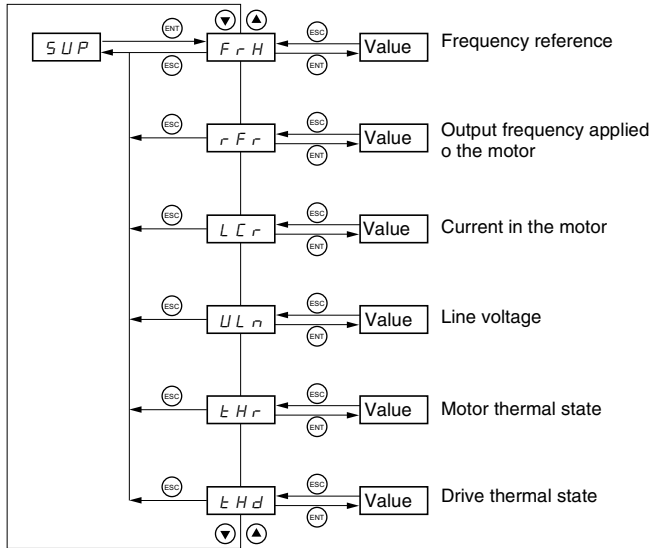 ENT ESC
SUP ESC FrH ENT Value Frequency reference
ESC
ESC rFr ENT Value Output frequency applied
o the motor
ESC
ESC LCr ENT Value Current in the motor
ESC
ESC ULn ENT Value Line voltage
ESC
ESC tHr ENT Value Motor thermal state
ESC
ESC tHd ENT Value Drive thermal state